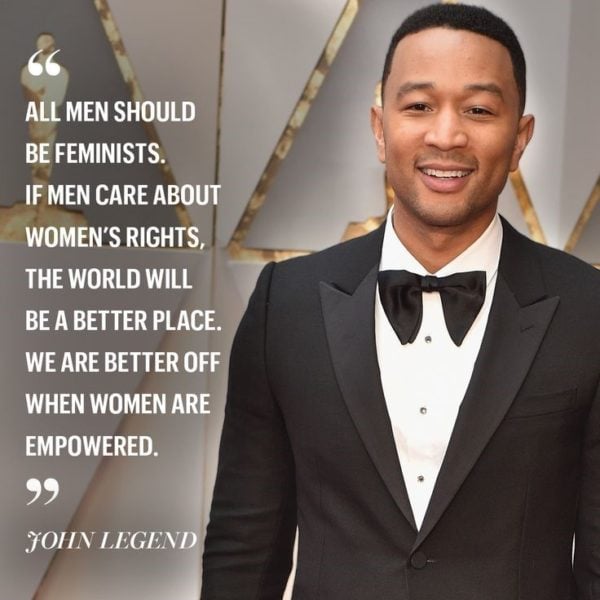 “
ALL MEN SHOULD
BE FEMINISTS.
IF MEN CARE ABOUT
WOMEN’S RIGHTS,
THE WORLD WILL
BE A BETTER PLACE.
WE ARE BETTER OFF
WHEN WOMEN ARE
EMPOWERED.
”
JOHN LEGEND